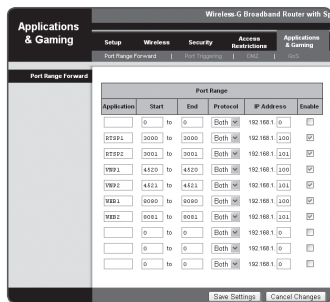 Wireless-G Broadband Router with Sp
Applications & Gaming
Setup Wireless Security Access Restrictions Applications & Gaming
Port Range Forward | Port Triggering | DMZ | QoS
Port Range Forward
Port Range
Application Start End Protocol IP Address Enable
0 to 0 Both 192.168.1. 0
RTSP1 3000 to 3000 Both 192.168.1. 100
RTSP2 3001 to 3001 Both 192.168.1. 101
VNP1 4520 to 4520 Both 192.168.1. 100
VNP2 4521 to 4521 Both 192.168.1. 101
WEB1 8080 to 8080 Both 192.168.1. 100
WEB2 8081 to 8081 Both 192.168.1. 101
0 to 0 Both 192.168.1. 0
0 to 0 Both 192.168.1. 0
0 to 0 Both 192.168.1. 0
Save Settings Cancel Changes